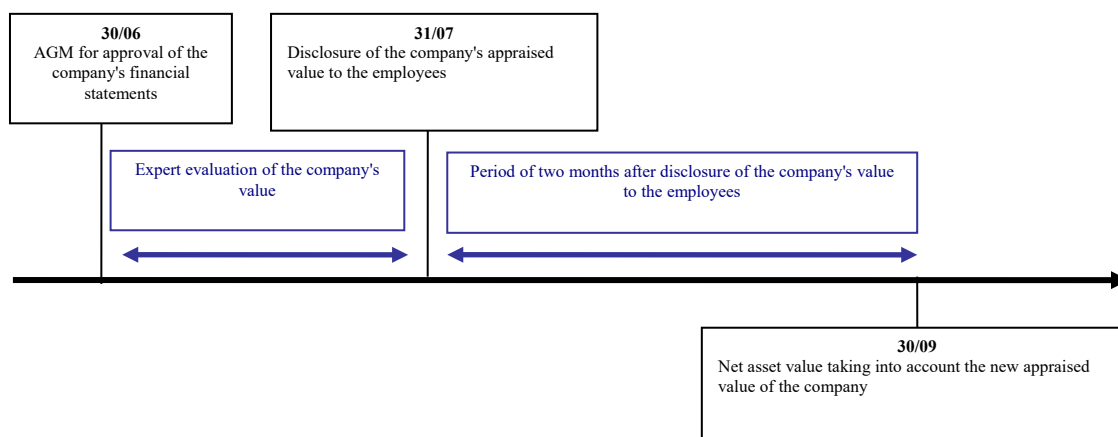 30/06
AGM for approval of the
company's financial
statements
31/07
Disclosure of the company's appraised
value to the employees
Expert evaluation of the company's
value
Period of two months after disclosure of the company's value
to the employees
30/09
Net asset value taking into account the new appraised
value of the company